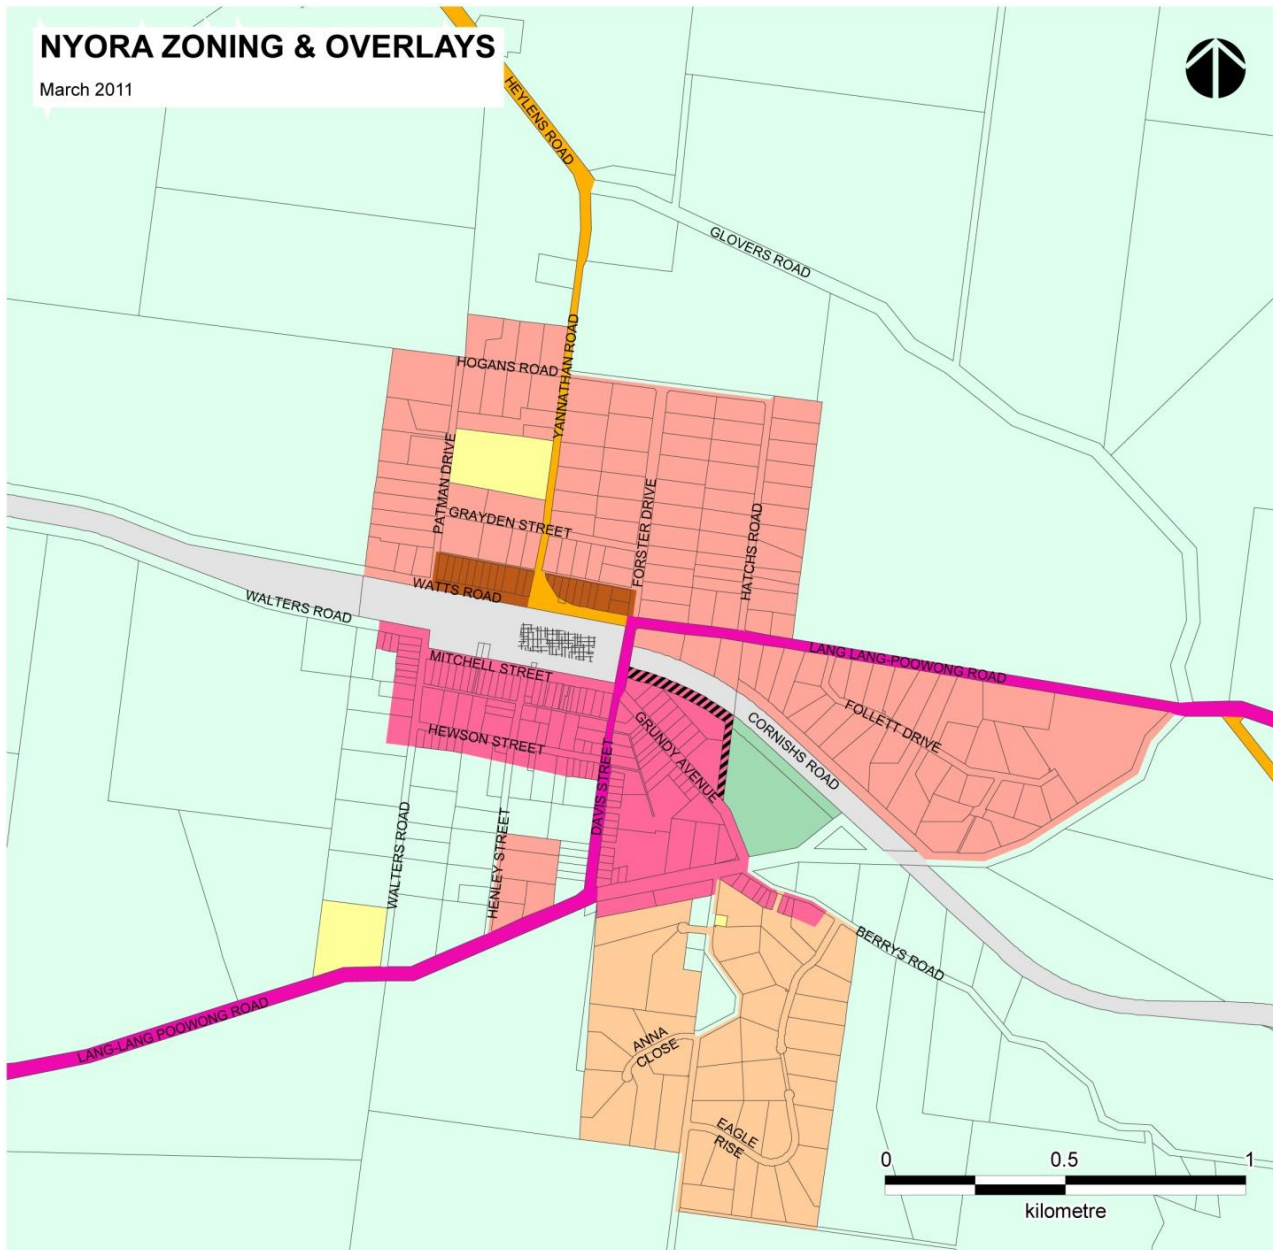 NYORA ZONING & OVERLAYS
March 2011
HEYLENS ROAD
GLOVERS ROAD
YANNATHAN ROAD
HOGANS ROAD
PATMAN DRIVE
GRAYDEN STREET
FORSTER DRIVE
HATCHS ROAD
WATTS ROAD
WALTERS ROAD
MITCHELL STREET
LANG LANG-POOWONG ROAD
FOLLETT DRIVE
GRUNDY AVENUE
CORNISHS ROAD
HEWSON STREET
DAVIS STREET
WALTERS ROAD
HENLEY STREET
BERRYS ROAD
LANG-LANG POOWONG ROAD
ANNA
CLOSE
EAGLE
RISE
0 0.5 1
kilometre